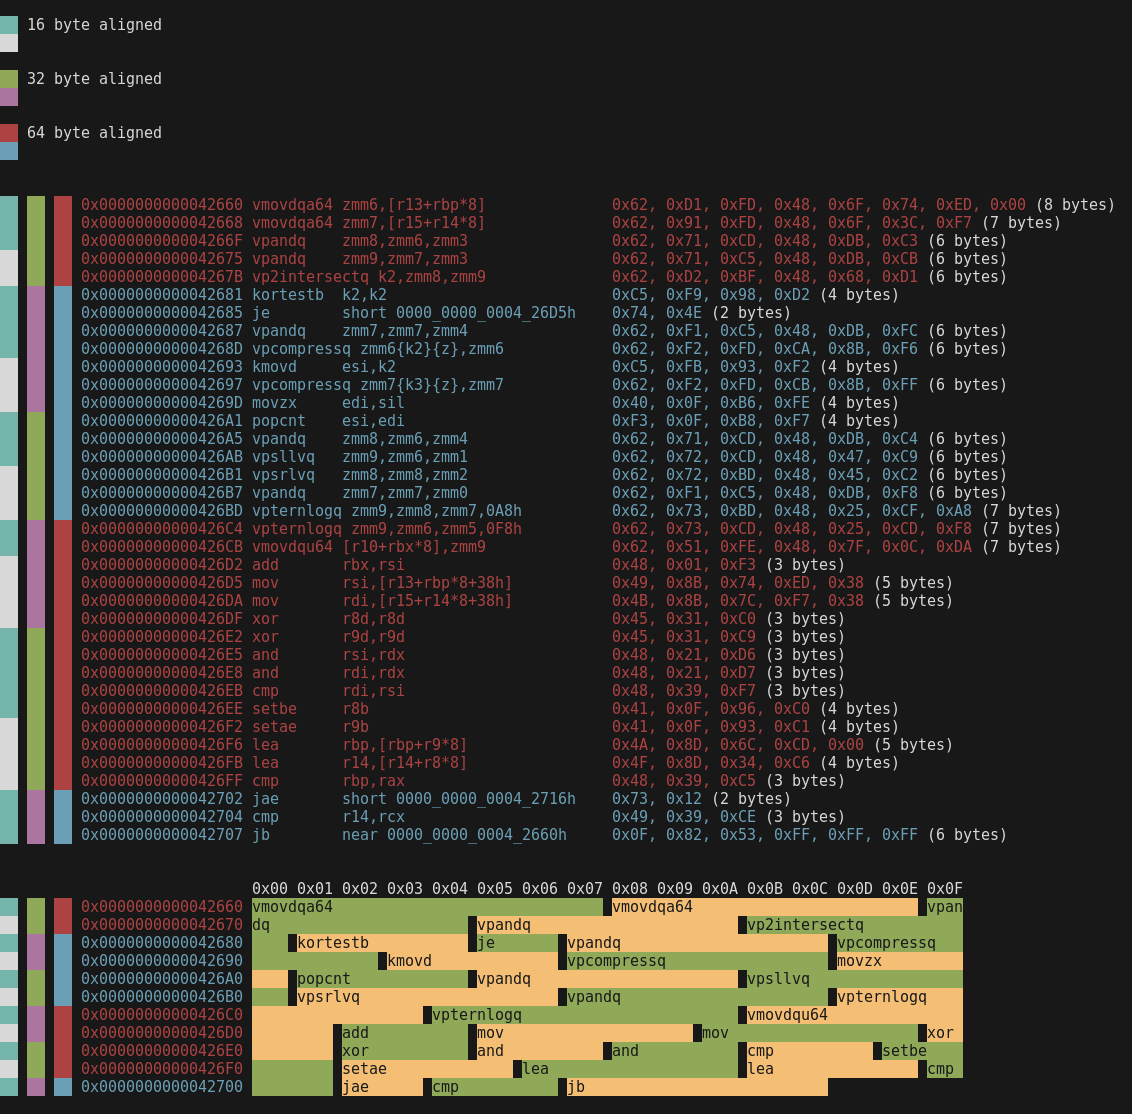 16 byte aligned
32 byte aligned
64 byte aligned
0x0000000000042660 vmovdqa64 zmm6,[r13+rbp*8] 0x62, 0xD1, 0xFD, 0x48, 0x6F, 0x74, 0xED, 0x00 (8 bytes)
0x0000000000042668 vmovdqa64 zmm7,[r15+r14*8] 0x62, 0x91, 0xFD, 0x48, 0x6F, 0x3C, 0xF7 (7 bytes)
0x000000000004266F vpandq zmm8,zmm6,zmm3 0x62, 0x71, 0xCD, 0x48, 0xDB, 0xC3 (6 bytes)
0x0000000000042675 vpandq zmm9,zmm7,zmm3 0x62, 0x71, 0xC5, 0x48, 0xDB, 0xCB (6 bytes)
0x000000000004267B vp2intersectq k2,zmm8,zmm9 0x62, 0xD2, 0xBF, 0x48, 0x68, 0xD1 (6 bytes)
0x0000000000042681 kortestb k2,k2 0xC5, 0xF9, 0x98, 0xD2 (4 bytes)
0x0000000000042685 je short 0000_0000_0004_26D5h 0x74, 0x4E (2 bytes)
0x0000000000042687 vpandq zmm7,zmm7,zmm4 0x62, 0xF1, 0xC5, 0x48, 0xDB, 0xFC (6 bytes)
0x000000000004268D vpcompressq zmm6{k2}{z},zmm6 0x62, 0xF2, 0xFD, 0xCA, 0x8B, 0xF6 (6 bytes)
0x0000000000042693 kmovd esi,k2 0xC5, 0xFB, 0x93, 0xF2 (4 bytes)
0x0000000000042697 vpcompressq zmm7{k3}{z},zmm7 0x62, 0xF2, 0xFD, 0xCB, 0x8B, 0xFF (6 bytes)
0x000000000004269D movzx edi,sil 0x40, 0x0F, 0xB6, 0xFE (4 bytes)
0x00000000000426A1 popcnt esi,edi 0xF3, 0x0F, 0xB8, 0xF7 (4 bytes)
0x00000000000426A5 vpandq zmm8,zmm6,zmm4 0x62, 0x71, 0xCD, 0x48, 0xDB, 0xC4 (6 bytes)
0x00000000000426AB vpsllvq zmm9,zmm6,zmm1 0x62, 0x72, 0xCD, 0x48, 0x47, 0xC9 (6 bytes)
0x00000000000426B1 vpsrlvq zmm8,zmm8,zmm2 0x62, 0x72, 0xBD, 0x48, 0x45, 0xC2 (6 bytes)
0x00000000000426B7 vpandq zmm7,zmm7,zmm0 0x62, 0xF1, 0xC5, 0x48, 0xDB, 0xF8 (6 bytes)
0x00000000000426BD vpternlogq zmm9,zmm8,zmm7,0A8h 0x62, 0x73, 0xBD, 0x48, 0x25, 0xCF, 0xA8 (7 bytes)
0x00000000000426C4 vpternlogq zmm9,zmm6,zmm5,0F8h 0x62, 0x73, 0xCD, 0x48, 0x25, 0xCD, 0xF8 (7 bytes)
0x00000000000426CB vmovdqu64 [r10+rbx*8],zmm9 0x62, 0x51, 0xFE, 0x48, 0x7F, 0x0C, 0xDA (7 bytes)
0x00000000000426D2 add rbx,rsi 0x48, 0x01, 0xF3 (3 bytes)
0x00000000000426D5 mov rsi,[r13+rbp*8+38h] 0x49, 0x8B, 0x74, 0xED, 0x38 (5 bytes)
0x00000000000426DA mov rdi,[r15+r14*8+38h] 0x4B, 0x8B, 0x7C, 0xF7, 0x38 (5 bytes)
0x00000000000426DF xor r8d,r8d 0x45, 0x31, 0xC0 (3 bytes)
0x00000000000426E2 xor r9d,r9d 0x45, 0x31, 0xC9 (3 bytes)
0x00000000000426E5 and rsi,rdx 0x48, 0x21, 0xD6 (3 bytes)
0x00000000000426E8 and rdi,rdx 0x48, 0x21, 0xD7 (3 bytes)
0x00000000000426EB cmp rdi,rsi 0x48, 0x39, 0xF7 (3 bytes)
0x00000000000426EE setbe r8b 0x41, 0x0F, 0x96, 0xC0 (4 bytes)
0x00000000000426F2 setae r9b 0x41, 0x0F, 0x93, 0xC1 (4 bytes)
0x00000000000426F6 lea rbp,[rbp+r9*8] 0x4A, 0x8D, 0x6C, 0xCD, 0x00 (5 bytes)
0x00000000000426FB lea r14,[r14+r8*8] 0x4F, 0x8D, 0x34, 0xC6 (4 bytes)
0x00000000000426FF cmp rbp,rax 0x48, 0x39, 0xC5 (3 bytes)
0x0000000000042702 jae short 0000_0000_0004_2716h 0x73, 0x12 (2 bytes)
0x0000000000042704 cmp r14,rcx 0x49, 0x39, 0xCE (3 bytes)
0x0000000000042707 jb near 0000_0000_0004_2660h 0x0F, 0x82, 0x53, 0xFF, 0xFF, 0xFF (6 bytes)
0x00 0x01 0x02 0x03 0x04 0x05 0x06 0x07 0x08 0x09 0x0A 0x0B 0x0C 0x0D 0x0E 0x0F
0x0000000000042660 vmovdqa64 vmovdqa64 vpan
0x0000000000042670 dq vpandq vp2intersectq
0x0000000000042680 kortestb je vpandq vpcompressq
0x0000000000042690 kmovd vpcompressq movzx
0x00000000000426A0 popcnt vpandq vpsllvq
0x00000000000426B0 vpsrlvq vpandq vpternlogq
0x00000000000426C0 vpternlogq vmovdqu64
0x00000000000426D0 add mov mov xor
0x00000000000426E0 xor and and cmp setbe
0x00000000000426F0 setae lea lea cmp
0x0000000000042700 jae cmp jb